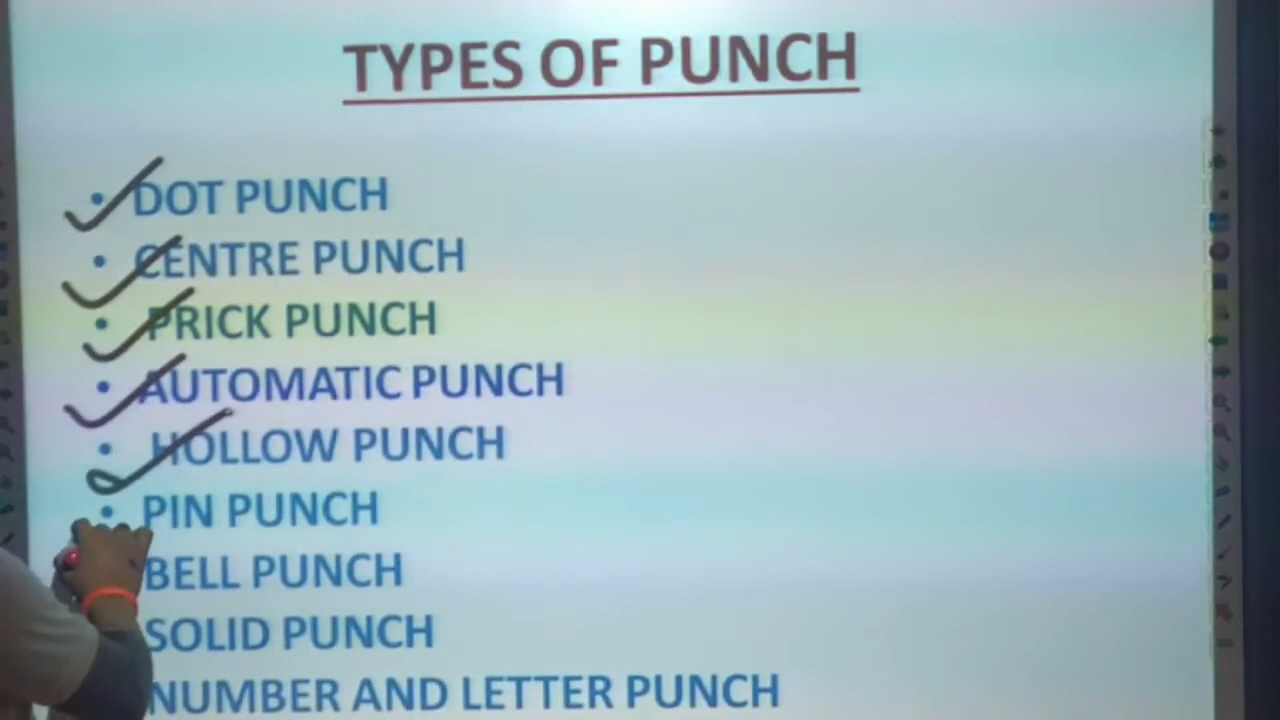 TYPES OF PUNCH
• DOT PUNCH
• CENTRE PUNCH
• PRICK PUNCH
• AUTOMATIC PUNCH
• HOLLOW PUNCH
• PIN PUNCH
BELL PUNCH
SOLID PUNCH
NUMBER AND LETTER PUNCH